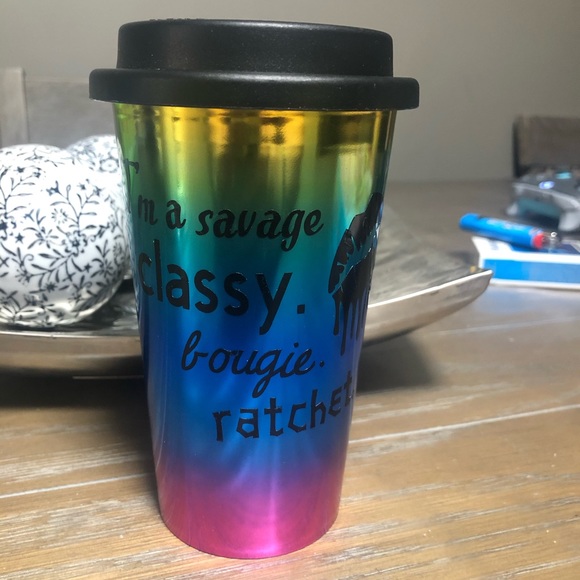 I'm a savage
classy.
bougie.
ratchet